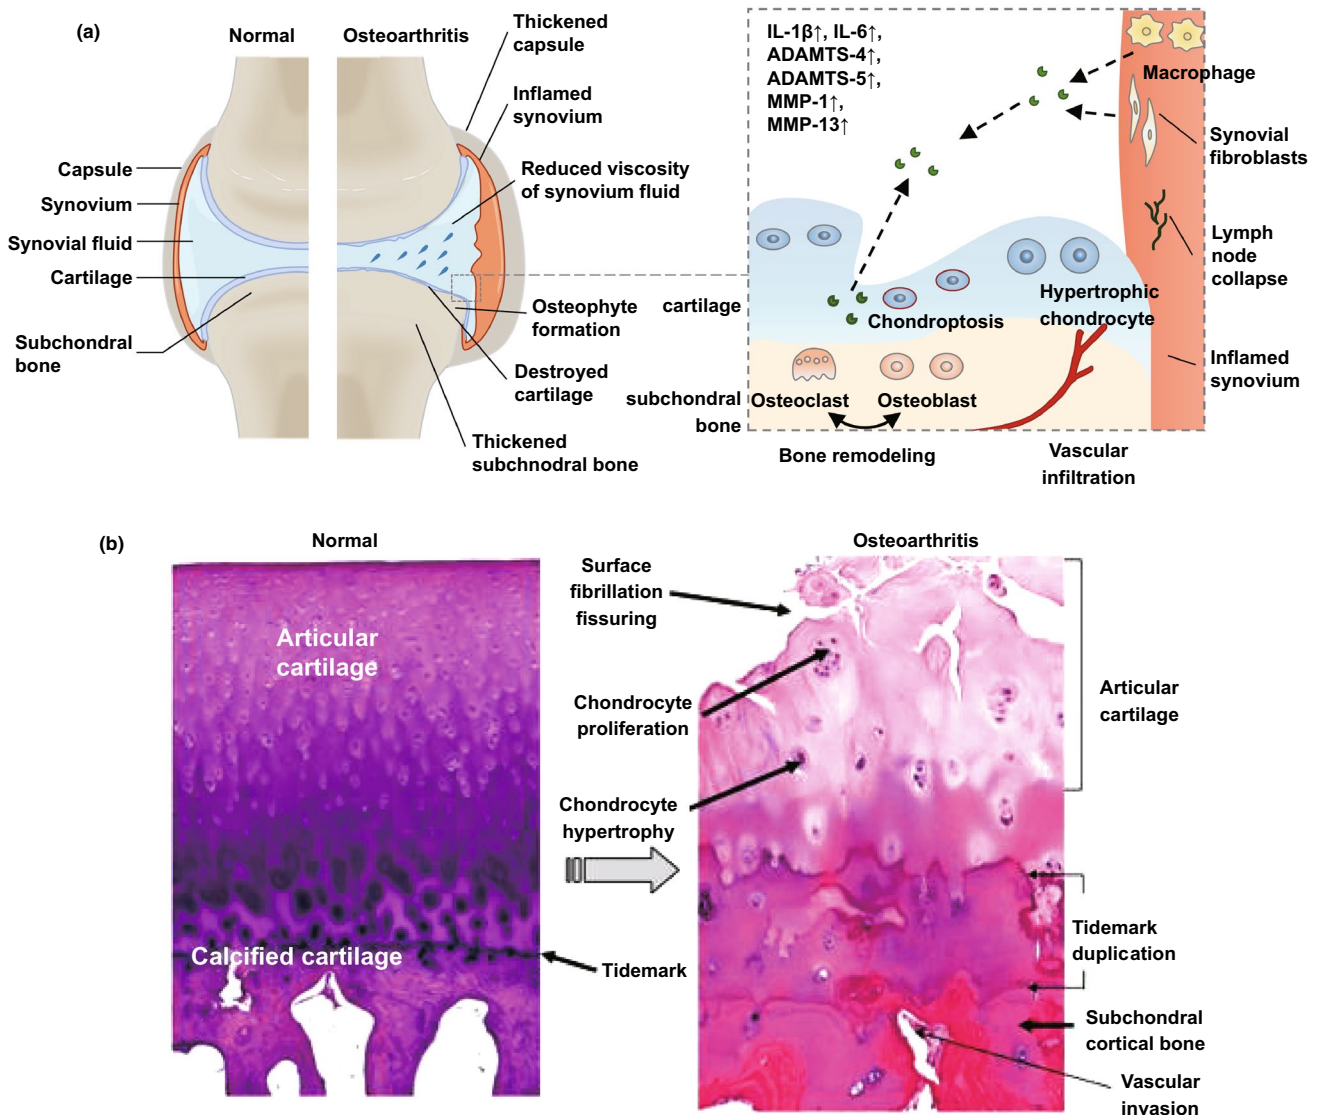 (a)
Normal
Osteoarthritis
Thickened
capsule
Inflamed
synovium
Reduced viscosity
of synovium fluid
Osteophyte
formation
Destroyed
cartilage
Thickened
subchnodral bone
Capsule
Synovium
Synovial fluid
Cartilage
Subchondral
bone
IL-1β↑, IL-6↑,
ADAMTS-4↑,
ADAMTS-5↑,
MMP-1↑,
MMP-13↑
Macrophage
Synovial
fibroblasts
Lymph
node
collapse
Inflamed
synovium
cartilage
Chondroptosis
Hypertrophic
chondrocyte
subchondral
bone
Osteoclast
Osteoblast
Bone remodeling
Vascular
infiltration
(b)
Normal
Osteoarthritis
Articular
cartilage
Calcified cartilage
Tidemark
Surface
fibrillation
fissuring
Chondrocyte
proliferation
Chondrocyte
hypertrophy
Articular
cartilage
Tidemark
duplication
Subchondral
cortical bone
Vascular
invasion